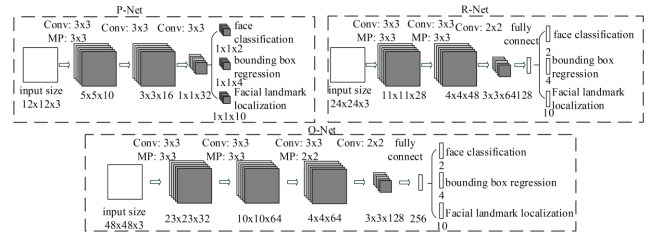 P-Net
Conv: 3x3 Conv: 3x3 Conv: 3x3
MP: 3x3
face
classification
1x1x2
bounding box
regression
1x1x4
Facial landmark
localization
1x1x10
input size
12x12x3
5x5x10
3x3x16
1x1x32
R-Net
Conv: 3x3 Conv: 3x3 Conv: 2x2 fully
MP: 3x3 MP: 3x3 connect
face classification
2
bounding box
regression
4
Facial landmark
localization
10
input size
24x24x3
11x11x28
4x4x48
3x3x64
128
O-Net
Conv: 3x3 Conv: 3x3 Conv: 3x3 Conv: 2x2 fully
MP: 3x3 MP: 3x3 MP: 2x2 connect
face classification
2
bounding box regression
4
Facial landmark localization
10
input size
48x48x3
23x23x32
10x10x64
4x4x64
3x3x128
256